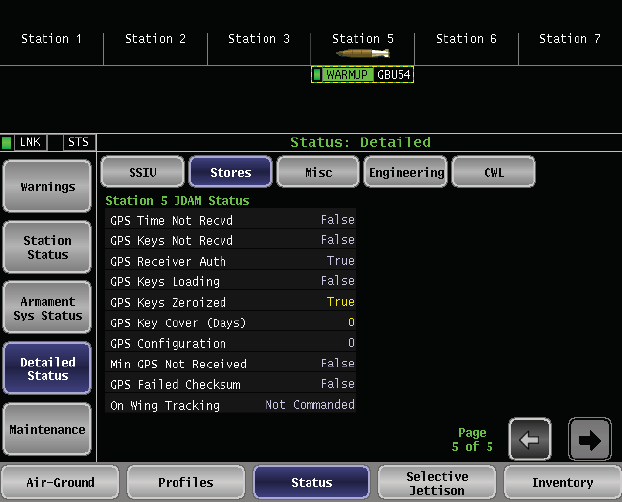 Station 1 Station 2 Station 3 Station 5 Station 6 Station 7
WARMUP GBU54
LNK STS Status: Detailed
Warnings
Station
Status
Armament
Sys Status
Detailed
Status
Maintenance
SSIU Stores Misc Engineering CWL
Station 5 JDAM Status
GPS Time Not Recvd False
GPS Keys Not Recvd False
GPS Receiver Auth True
GPS Keys Loading False
GPS Keys Zeroized True
GPS Key Cover (Days) 0
GPS Configuration 0
Min GPS Not Received False
GPS Failed Checksum False
On Wing Tracking Not Commanded
Page
5 of 5
Air-Ground Profiles Status Selective
Jettison Inventory